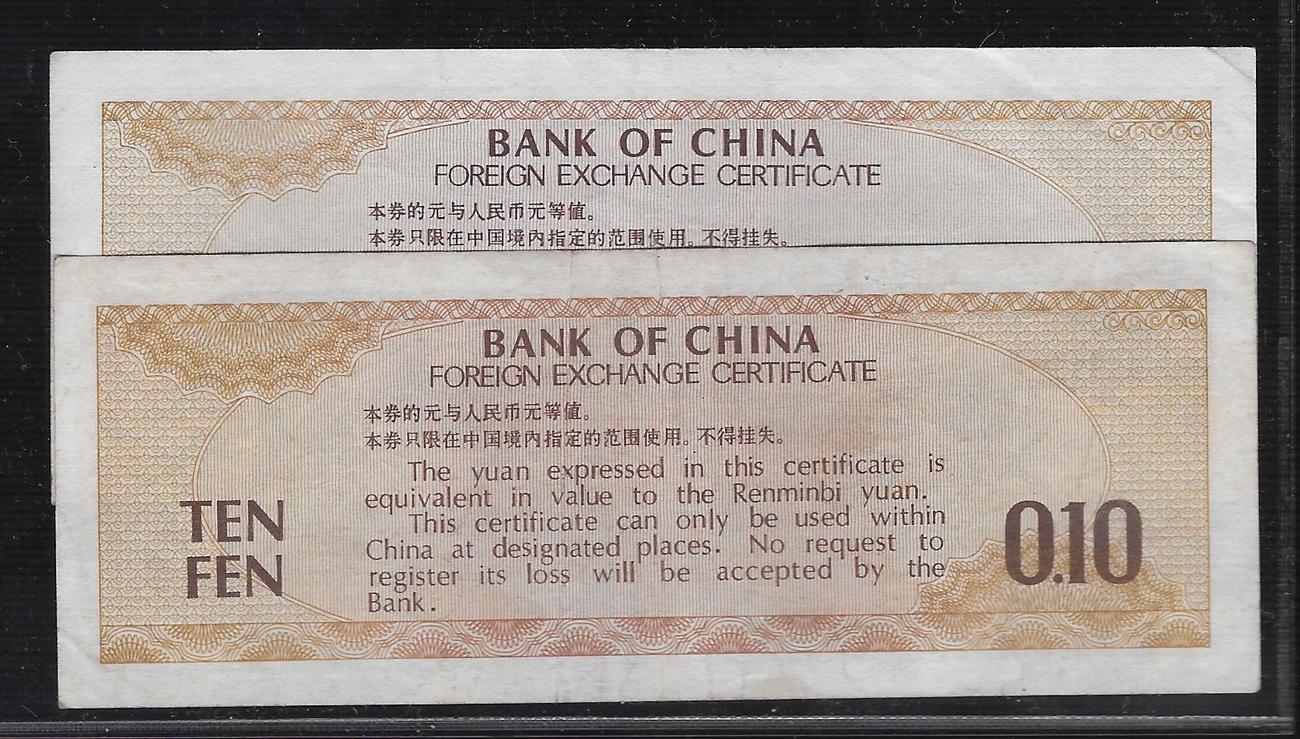 BANK OF CHINA
FOREIGN EXCHANGE CERTIFICATE
本券的元与人民币元等值。
本券只限在中国境内指定的范围使用。不得挂失。
BANK OF CHINA
FOREIGN EXCHANGE CERTIFICATE
本券的元与人民币元等值。
本券只限在中国境内指定的范围使用。不得挂失。
The yuan expressed in this certificate is
equivalent in value to the Renminbi yuan.
This certificate can only be used within
China at designated places. No request to
register its loss will be accepted by the
Bank.
TEN
FEN
0.10